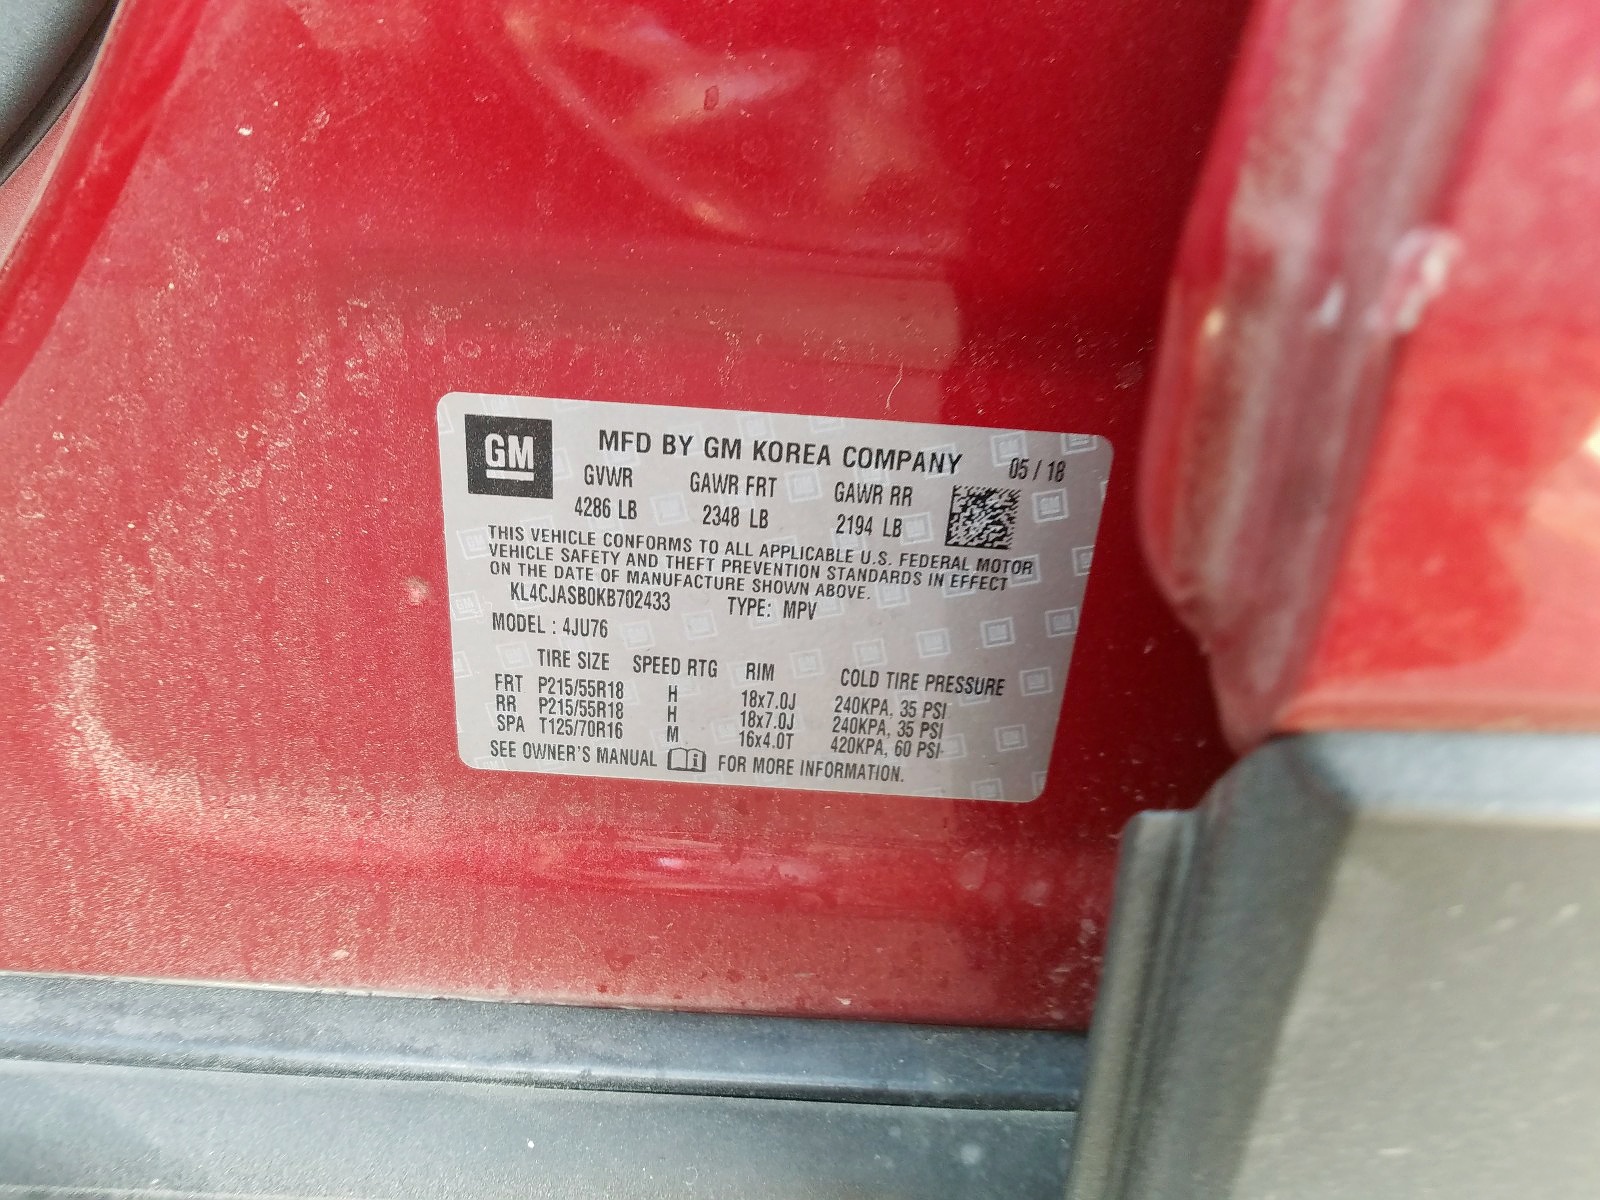 GM MFD BY GM KOREA COMPANY 05 / 18
GVWR GAWR FRT GAWR RR
4286 LB 2348 LB 2194 LB
THIS VEHICLE CONFORMS TO ALL APPLICABLE U.S. FEDERAL MOTOR
VEHICLE SAFETY AND THEFT PREVENTION STANDARDS IN EFFECT
ON THE DATE OF MANUFACTURE SHOWN ABOVE.
KL4CJASB0KB702433 TYPE: MPV
MODEL : 4JU76
TIRE SIZE SPEED RTG RIM COLD TIRE PRESSURE
FRT P215/55R18 H 18x7.0J 240KPA, 35 PSI
RR P215/55R18 H 18x7.0J 240KPA, 35 PSI
SPA T125/70R16 M 16x4.0T 420KPA, 60 PSI
SEE OWNER'S MANUAL i FOR MORE INFORMATION.